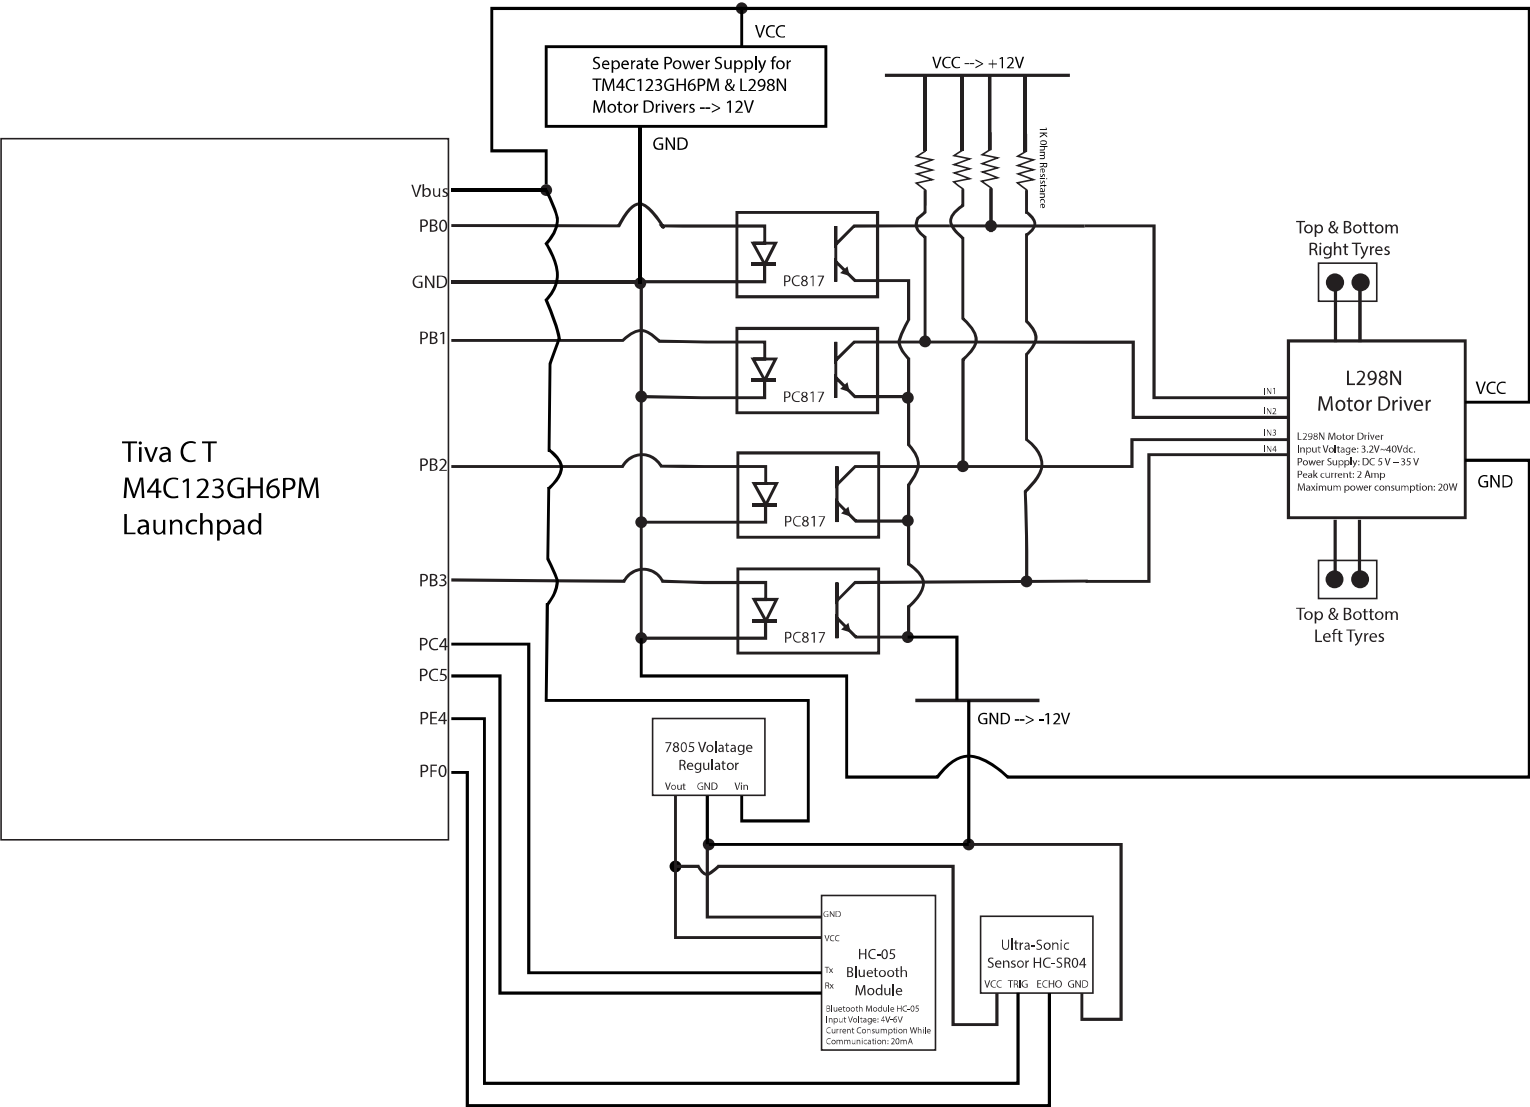 VCC
Seperate Power Supply for
TM4C123GH6PM & L298N
Motor Drivers --> 12V
GND
VCC --> +12V
1K Ohm Resistance
Vbus
PB0
GND
PB1
PB2
PB3
PC4
PC5
PE4
PF0
Tiva C T
M4C123GH6PM
Launchpad
PC817
PC817
PC817
PC817
Top & Bottom
Right Tyres
L298N
Motor Driver
IN1
IN2
IN3
IN4
L298N Motor Driver
Input Voltage: 3.2V~40Vdc.
Power Supply: DC 5 V – 35 V
Peak current: 2 Amp
Maximum power consumption: 20W
VCC
GND
Top & Bottom
Left Tyres
GND --> -12V
7805 Volatage
Regulator
Vout GND Vin
GND
VCC
HC-05
Bluetooth
Module
Tx
Rx
Bluetooth Module HC-05
Input Voltage: 4V~6V
Current Consumption While
Communication: 20mA
Ultra-Sonic
Sensor HC-SR04
VCC TRIG ECHO GND